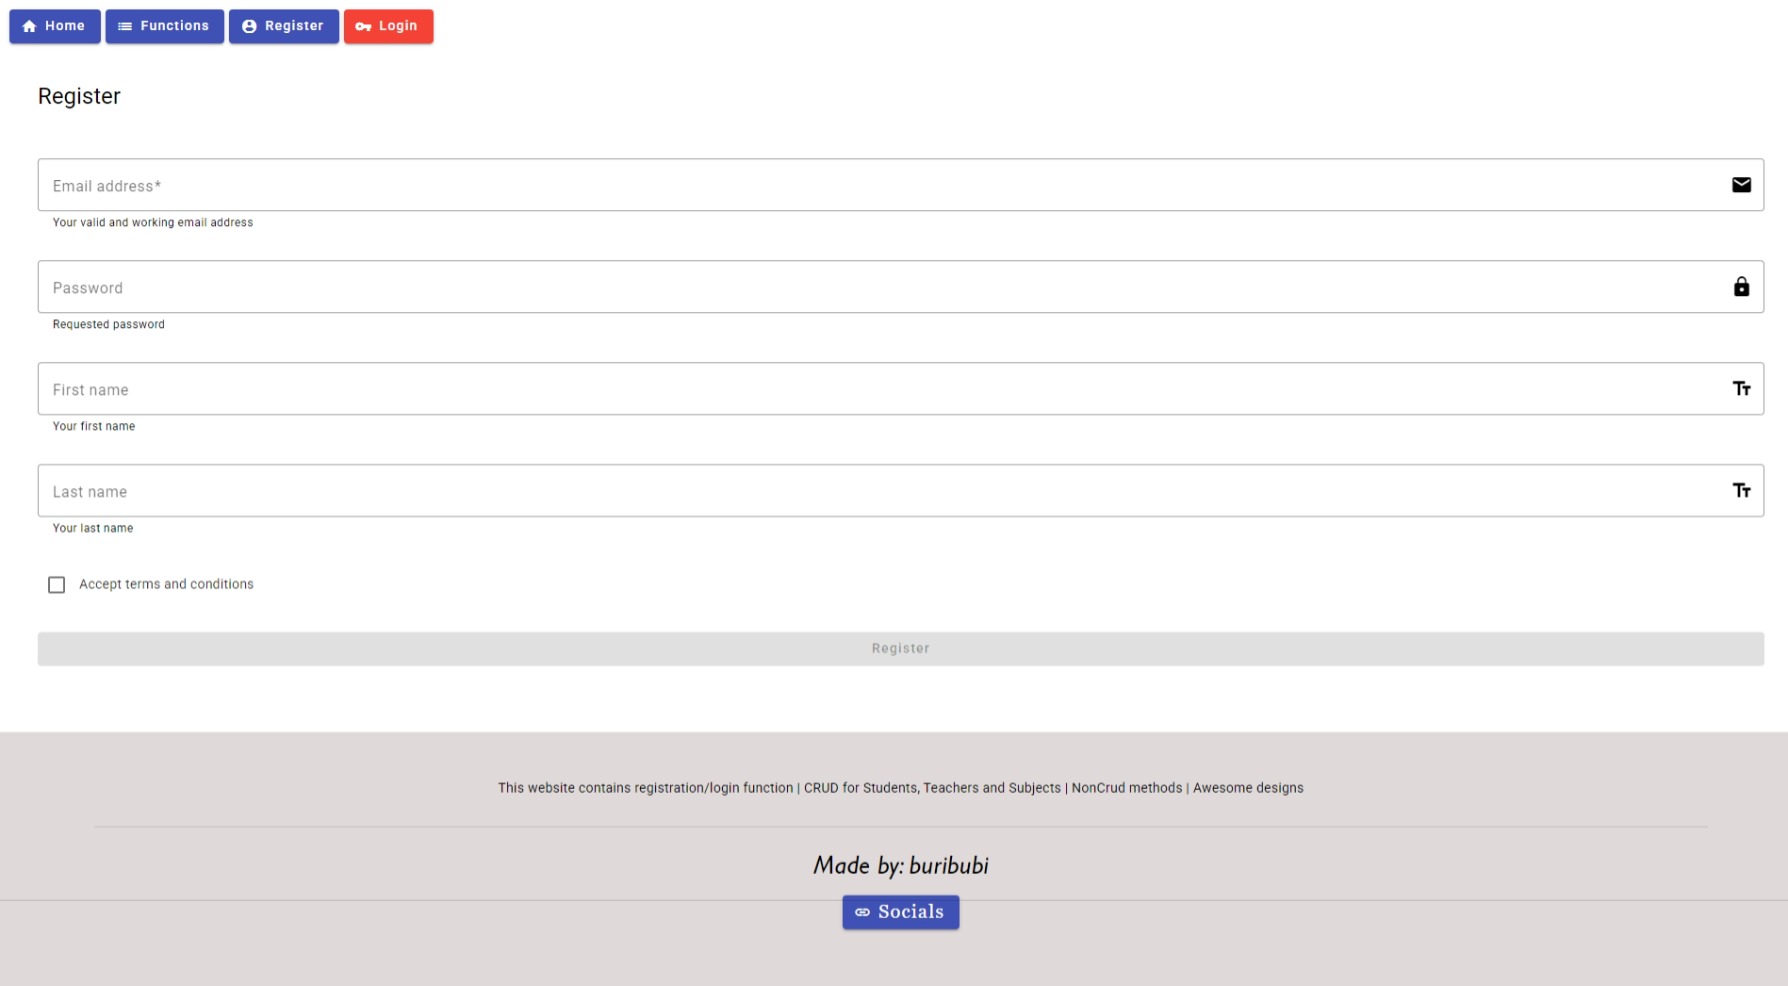 Home Functions Register Login
Register
Email address*
Your valid and working email address
Password
Requested password
First name
Your first name
Last name
Your last name
Accept terms and conditions
Register
This website contains registration/login function | CRUD for Students, Teachers and Subjects | NonCrud methods | Awesome designs
Made by: buribubi
Socials